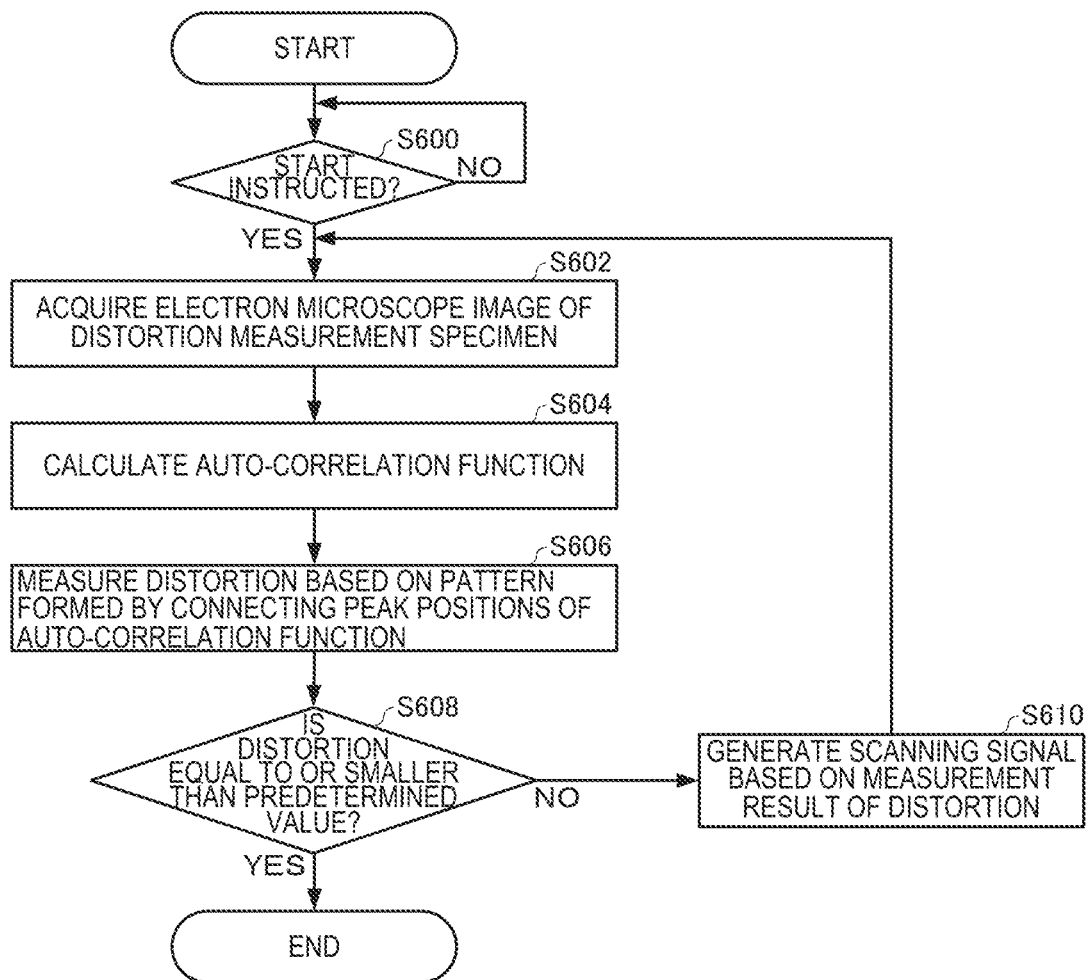 START
S600
START
INSTRUCTED?
NO
YES
S602
ACQUIRE ELECTRON MICROSCOPE IMAGE OF
DISTORTION MEASUREMENT SPECIMEN
S604
CALCULATE AUTO-CORRELATION FUNCTION
S606
MEASURE DISTORTION BASED ON PATTERN
FORMED BY CONNECTING PEAK POSITIONS OF
AUTO-CORRELATION FUNCTION
S608
IS
DISTORTION
EQUAL TO OR SMALLER
THAN PREDETERMINED
VALUE?
NO
YES
S610
GENERATE SCANNING SIGNAL
BASED ON MEASUREMENT
RESULT OF DISTORTION
END